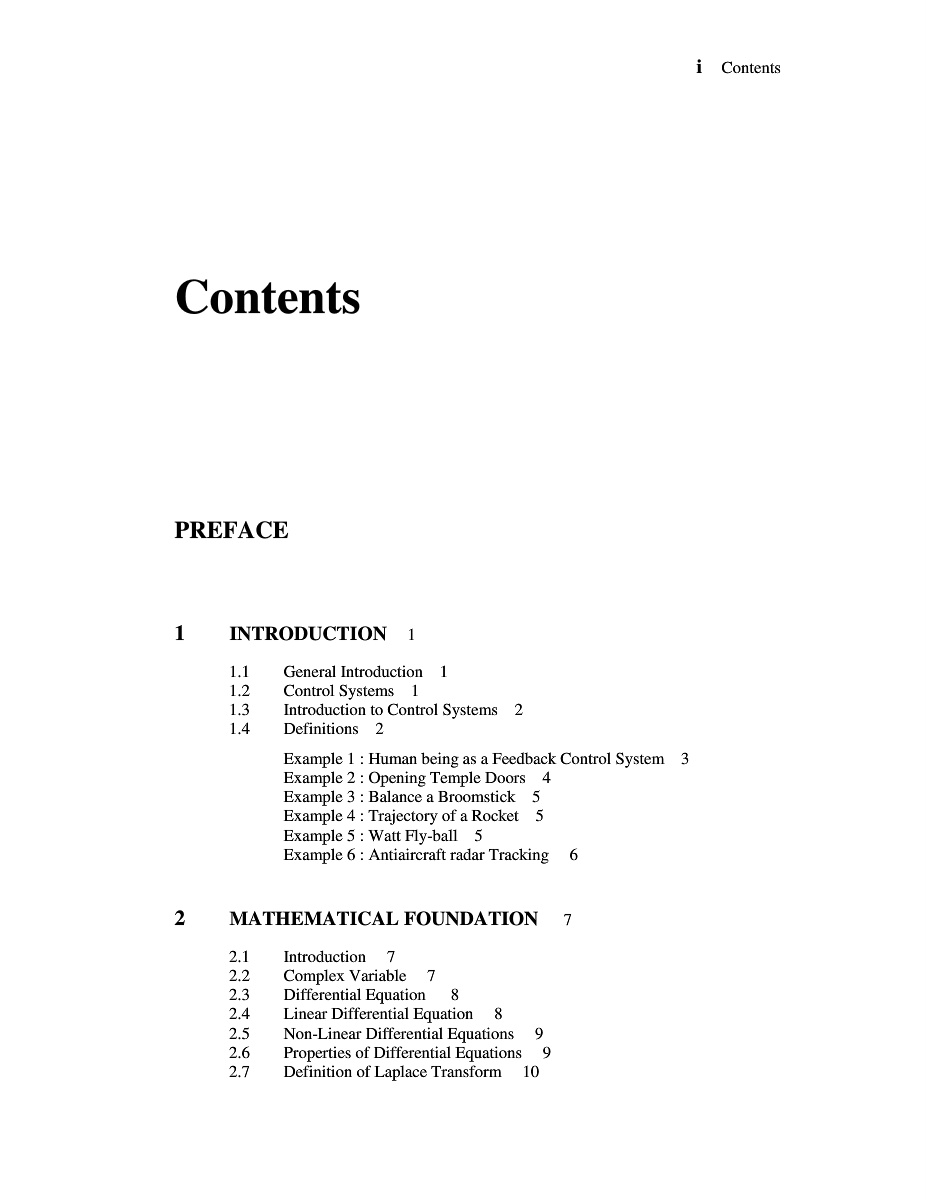 i Contents
Contents
PREFACE
1 INTRODUCTION 1
1.1 General Introduction 1
1.2 Control Systems 1
1.3 Introduction to Control Systems 2
1.4 Definitions 2
Example 1 : Human being as a Feedback Control System 3
Example 2 : Opening Temple Doors 4
Example 3 : Balance a Broomstick 5
Example 4 : Trajectory of a Rocket 5
Example 5 : Watt Fly-ball 5
Example 6 : Antiaircraft radar Tracking 6
2 MATHEMATICAL FOUNDATION 7
2.1 Introduction 7
2.2 Complex Variable 7
2.3 Differential Equation 8
2.4 Linear Differential Equation 8
2.5 Non-Linear Differential Equations 9
2.6 Properties of Differential Equations 9
2.7 Definition of Laplace Transform 10